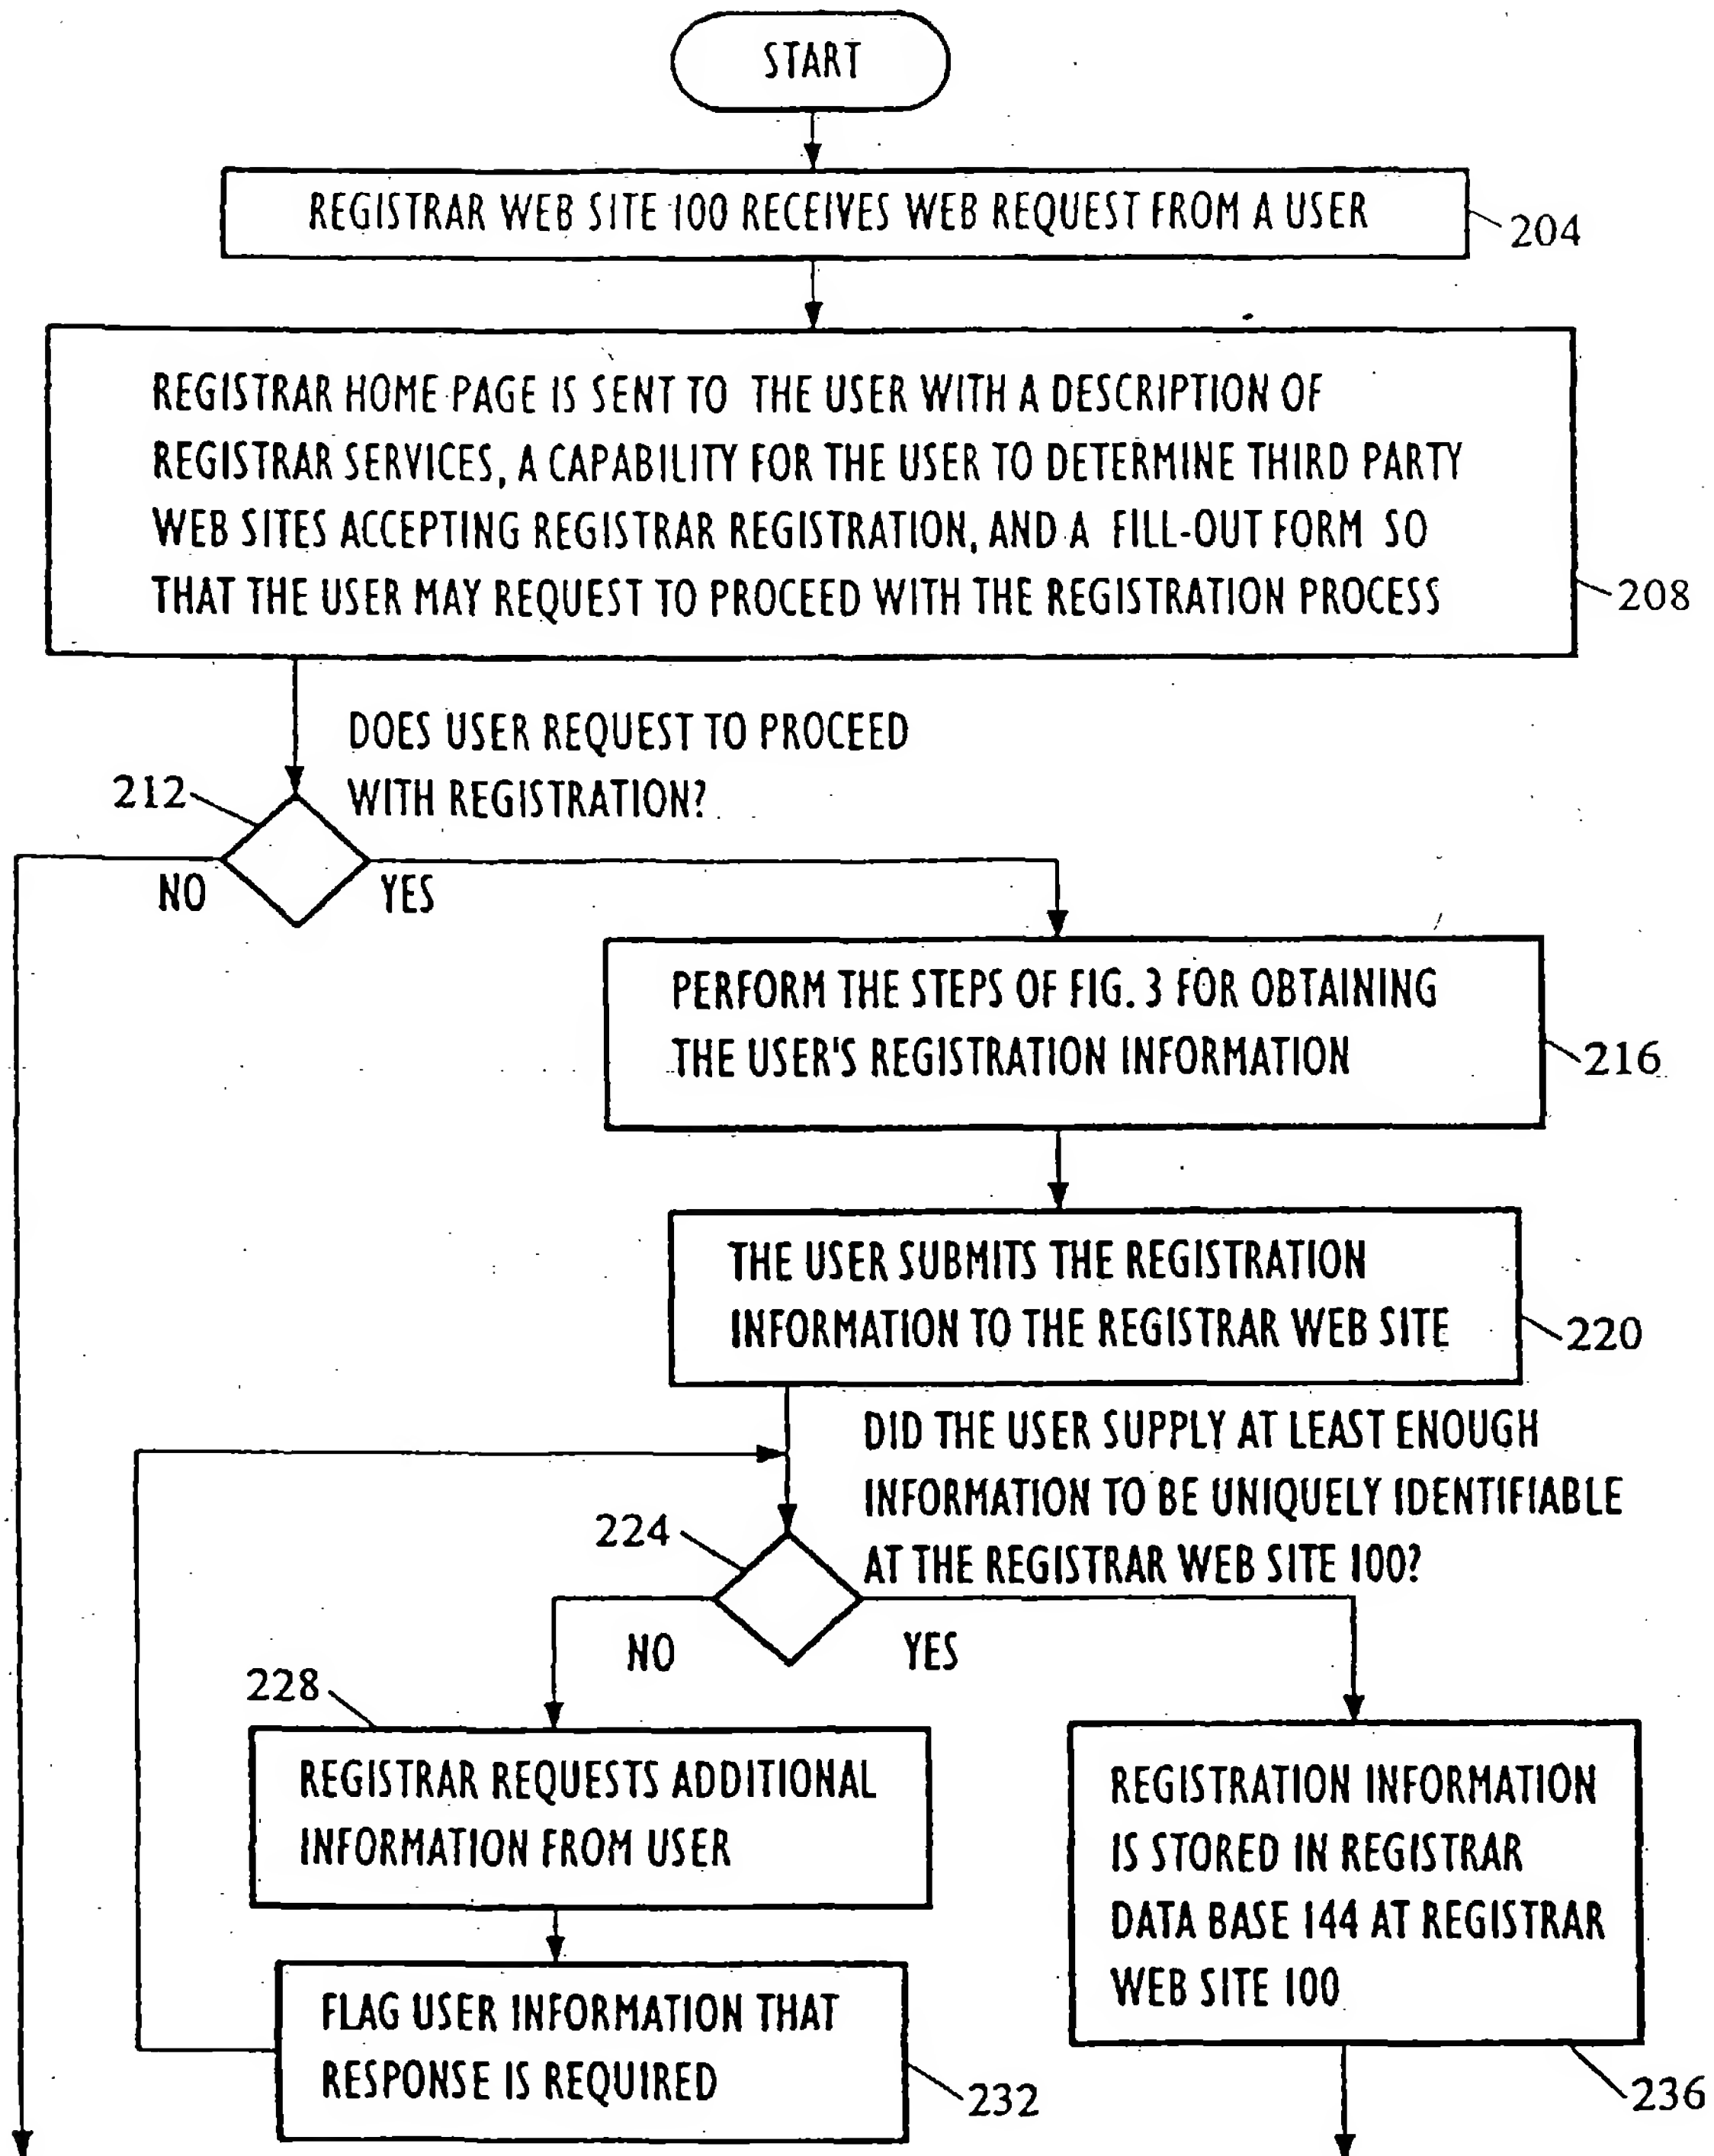 START
REGISTRAR WEB SITE 100 RECEIVES WEB REQUEST FROM A USER
204
REGISTRAR HOME PAGE IS SENT TO THE USER WITH A DESCRIPTION OF
REGISTRAR SERVICES, A CAPABILITY FOR THE USER TO DETERMINE THIRD PARTY
WEB SITES ACCEPTING REGISTRAR REGISTRATION, AND A FILL-OUT FORM SO
THAT THE USER MAY REQUEST TO PROCEED WITH THE REGISTRATION PROCESS
208
DOES USER REQUEST TO PROCEED
WITH REGISTRATION?
212
NO
YES
PERFORM THE STEPS OF FIG. 3 FOR OBTAINING
THE USER'S REGISTRATION INFORMATION
216
THE USER SUBMITS THE REGISTRATION
INFORMATION TO THE REGISTRAR WEB SITE
220
DID THE USER SUPPLY AT LEAST ENOUGH
INFORMATION TO BE UNIQUELY IDENTIFIABLE
AT THE REGISTRAR WEB SITE 100?
224
NO
YES
228
REGISTRAR REQUESTS ADDITIONAL
INFORMATION FROM USER
REGISTRATION INFORMATION
IS STORED IN REGISTRAR
DATA BASE 144 AT REGISTRAR
WEB SITE 100
236
FLAG USER INFORMATION THAT
RESPONSE IS REQUIRED
232